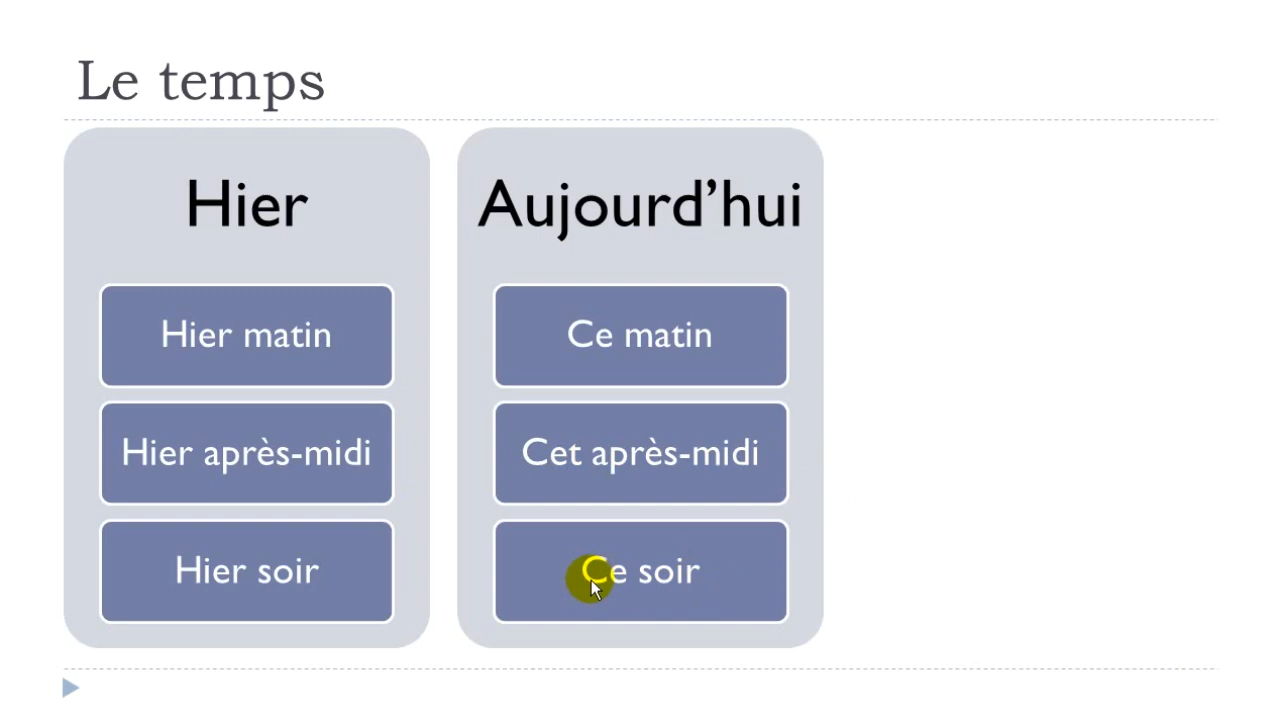 Le temps
Hier
Hier matin
Hier après-midi
Hier soir
Aujourd’hui
Ce matin
Cet après-midi
Ce soir